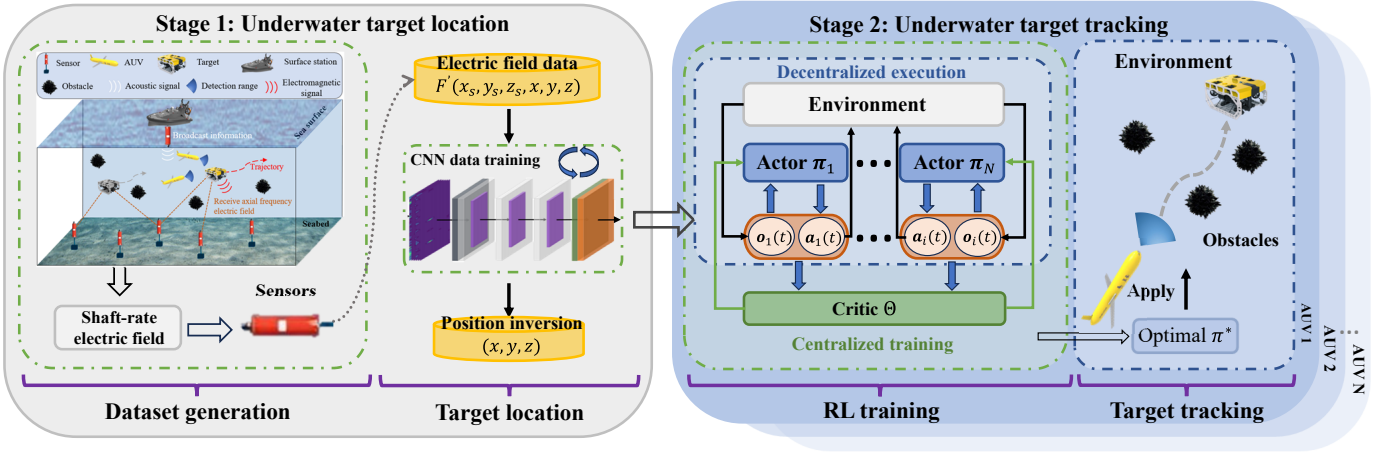 Stage 1: Underwater target location
Sensor
AUV
Target
Surface station
Obstacle
Acoustic signal
Detection range
Electromagnetic
signal
Broadcast information
Sea surface
Trajectory
Receive axial frequency
electric field
Seabed
Shaft-rate
electric field
Sensors
Dataset generation
Electric field data
F′(xₛ, yₛ, zₛ, x, y, z)
CNN data training
Position inversion
(x, y, z)
Target location
Stage 2: Underwater target tracking
Decentralized execution
Environment
Actor π₁
Actor π_N
o₁(t)
a₁(t)
aᵢ(t)
oᵢ(t)
Critic Θ
Centralized training
RL training
Environment
Obstacles
Apply
Optimal π*
Target tracking
AUV 1
AUV 2
... AUV N